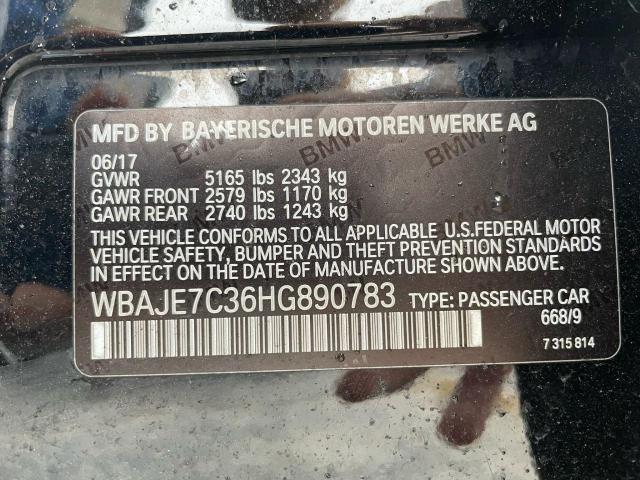 MFD BY BAYERISCHE MOTOREN WERKE AG
06/17
GVWR 5165 lbs 2343 kg
GAWR FRONT 2579 lbs 1170 kg
GAWR REAR 2740 lbs 1243 kg
THIS VEHICLE CONFORMS TO ALL APPLICABLE U.S.FEDERAL MOTOR
VEHICLE SAFETY, BUMPER AND THEFT PREVENTION STANDARDS
IN EFFECT ON THE DATE OF MANUFACTURE SHOWN ABOVE.
WBAJE7C36HG890783 TYPE: PASSENGER CAR
668/9
7 315 814